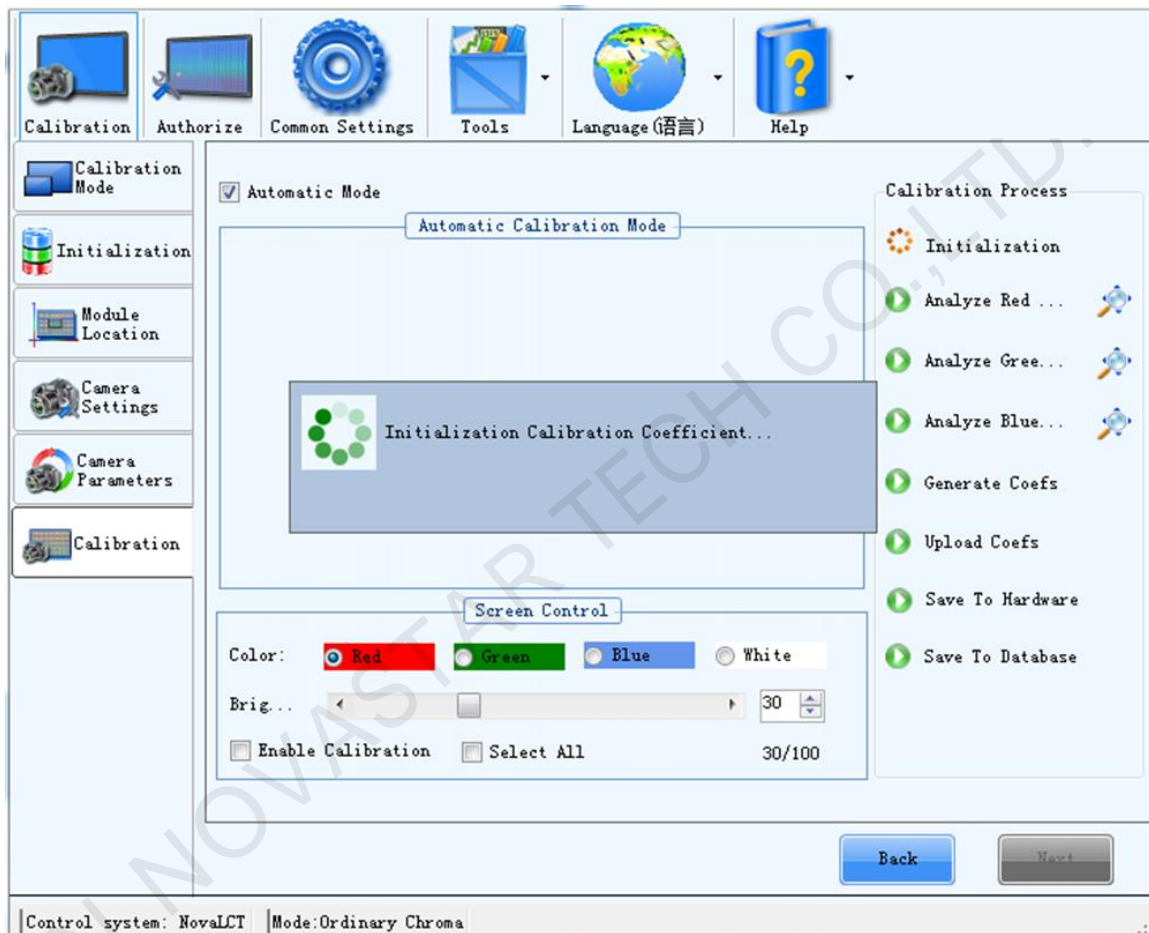 Calibration
Authorize
Common Settings
Tools
Language(语言)
Help
Calibration
Mode
Initialization
Module
Location
Camera
Settings
Camera
Parameters
Calibration
Automatic Mode
Automatic Calibration Mode
Initialization Calibration Coefficient...
Screen Control
Color:
Red
Green
Blue
White
Brig...
30
Enable Calibration
Select All
30/100
Calibration Process
Initialization
Analyze Red ...
Analyze Gree...
Analyze Blue...
Generate Coefs
Upload Coefs
Save To Hardware
Save To Database
Back
Next
Control system: NovaLCT
Mode:Ordinary Chroma
NOVASTAR TECH CO.,LTD.